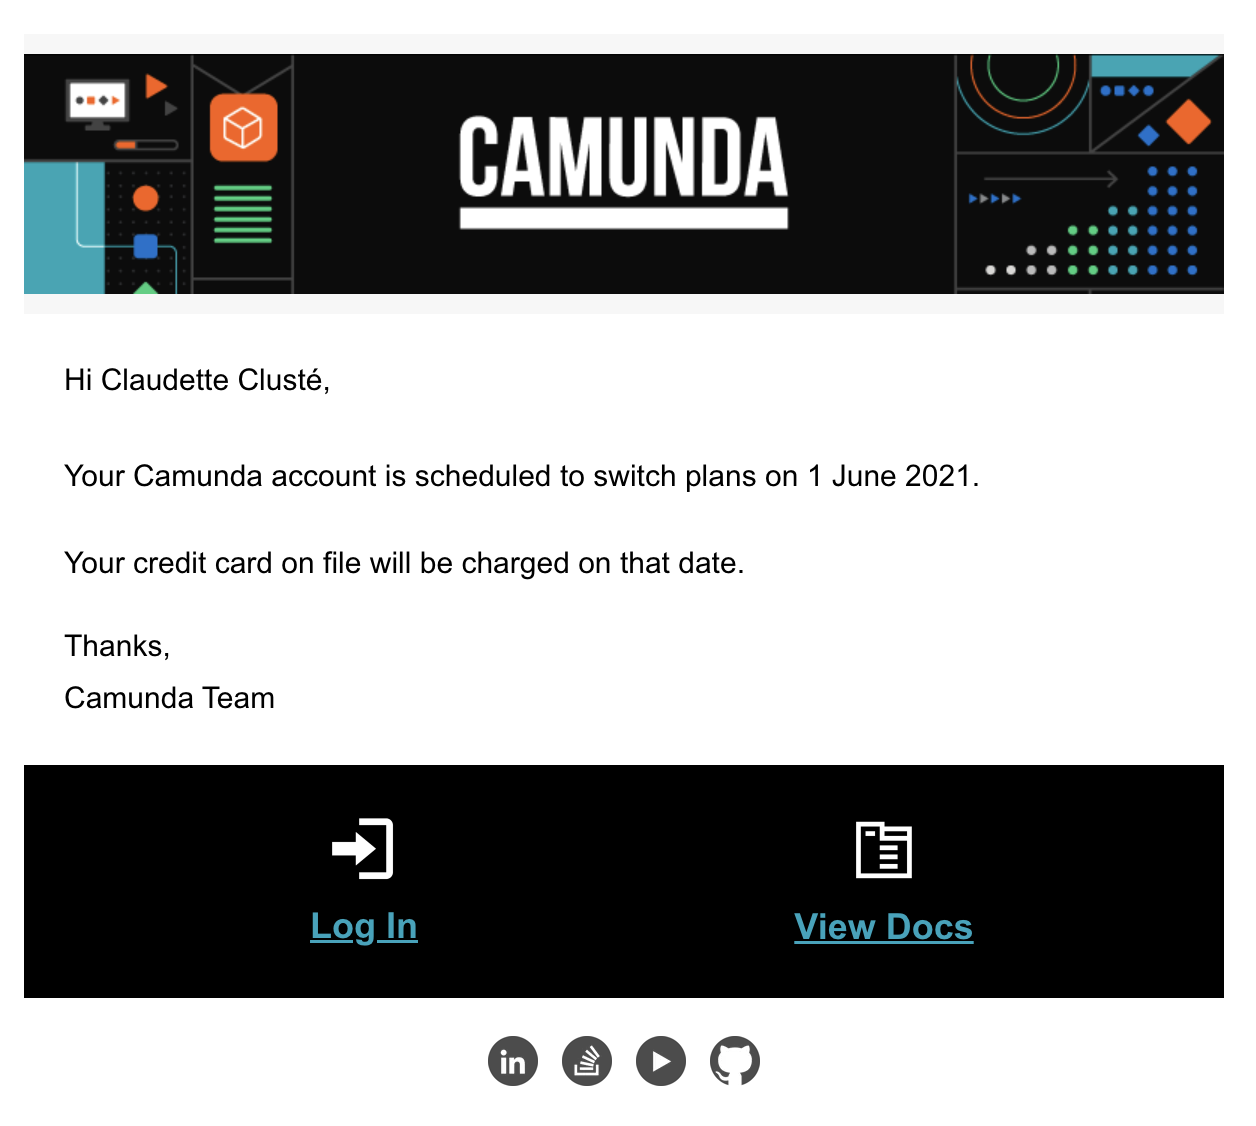 CAMUNDA
Hi Claudette Clusté,
Your Camunda account is scheduled to switch plans on 1 June 2021.
Your credit card on file will be charged on that date.
Thanks,
Camunda Team
Log In
View Docs
in